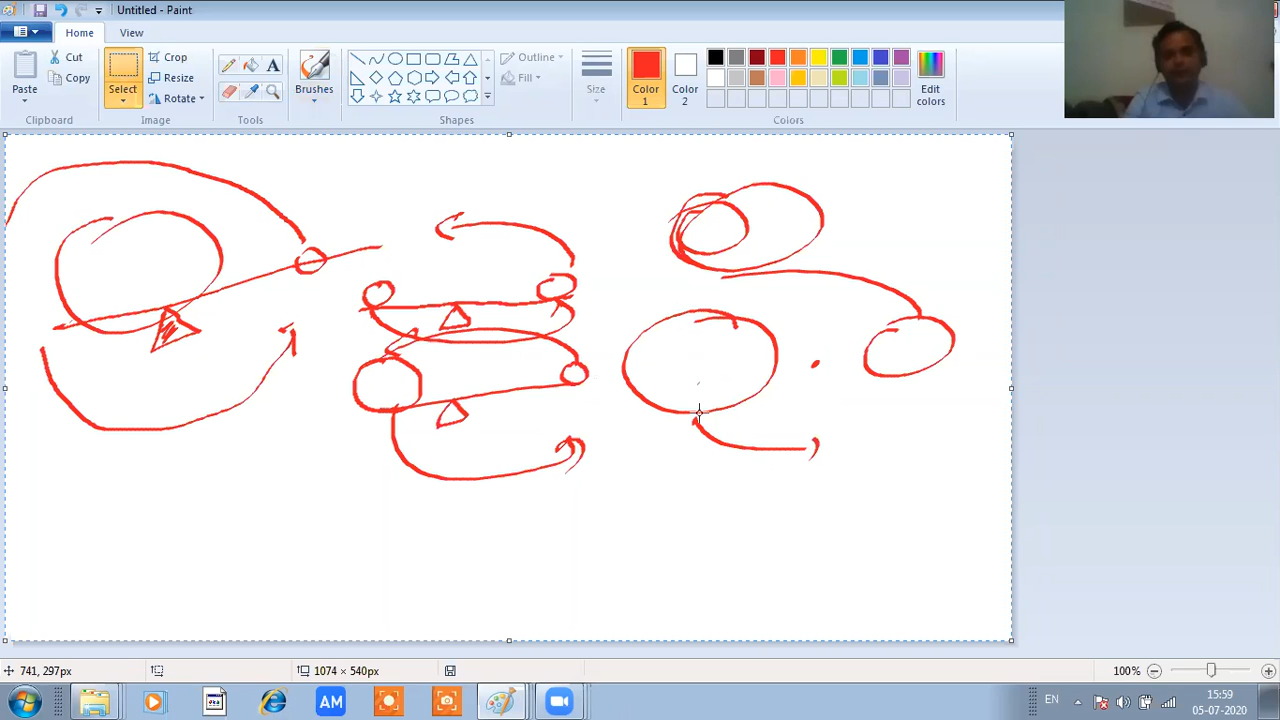 Untitled - Paint
Home
View
Paste
Cut
Copy
Clipboard
Select
Crop
Resize
Rotate
Image
A
Tools
Brushes
Outline
Fill
Shapes
Size
Color 1
Color 2
Edit colors
Colors
741, 297px
1074 × 540px
100%
AM
EN
15:59
05-07-2020